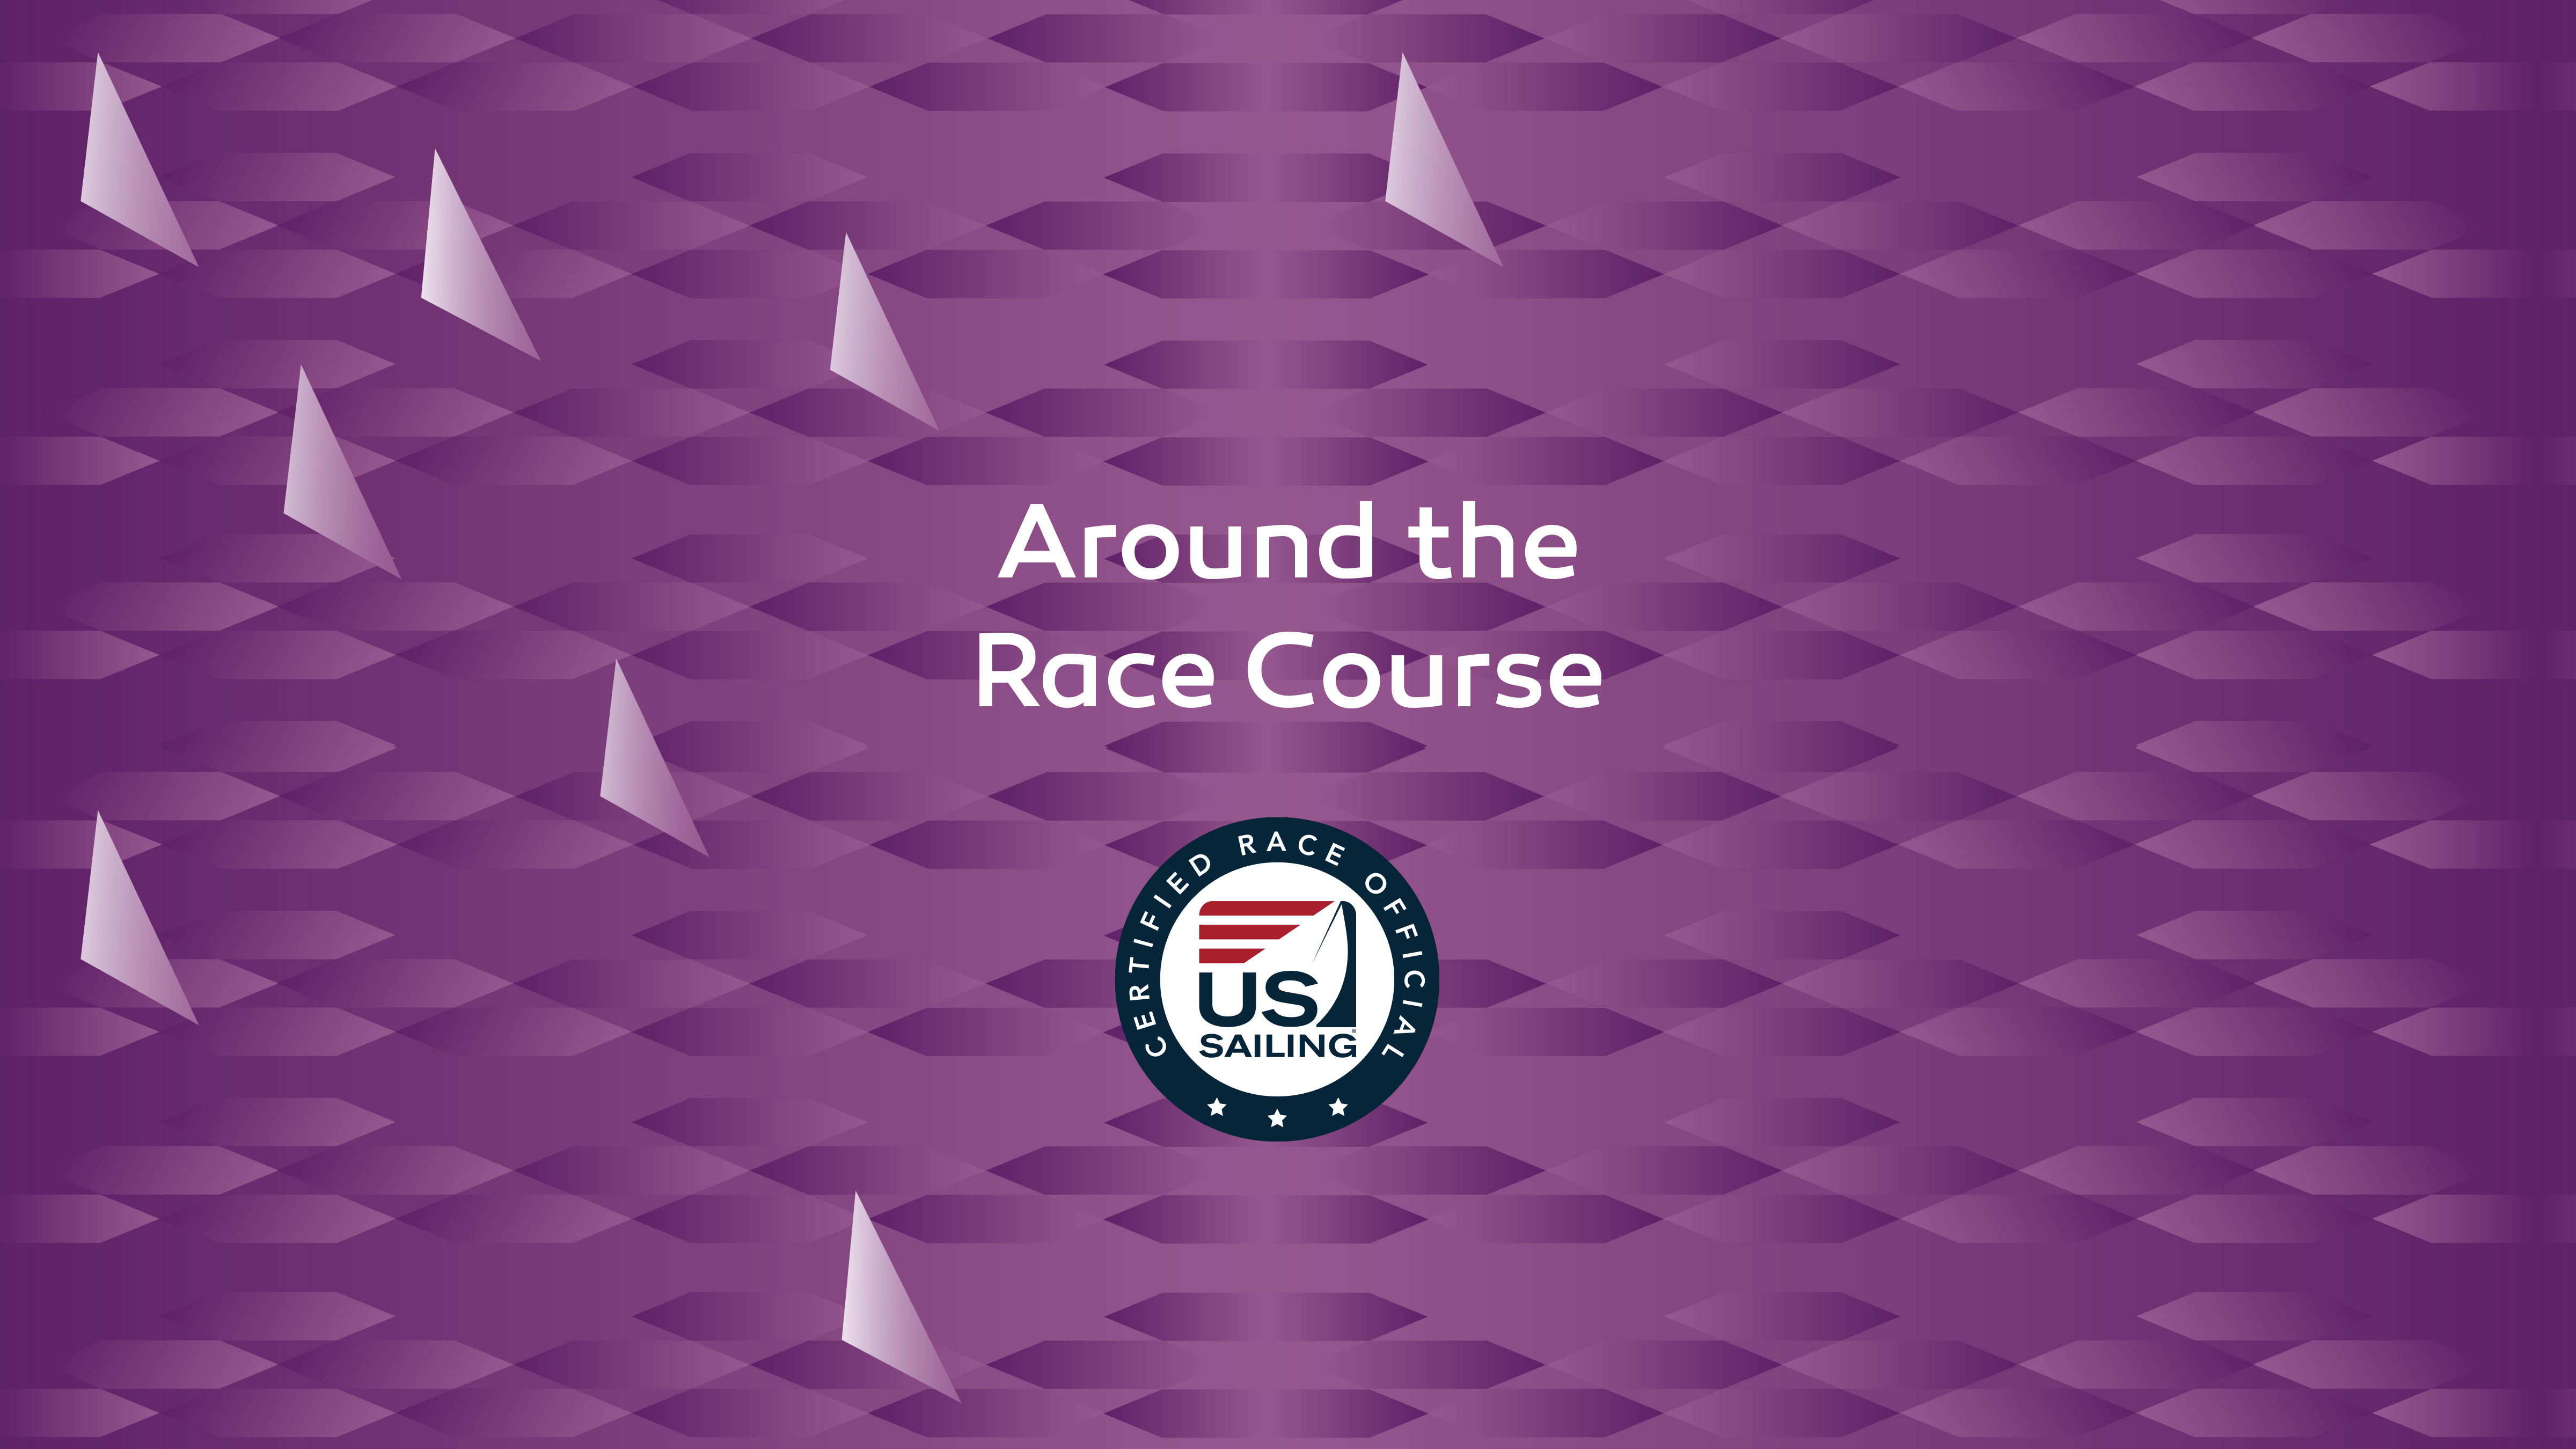 Around the
Race Course
CERTIFIED RACE OFFICIAL
US
SAILING